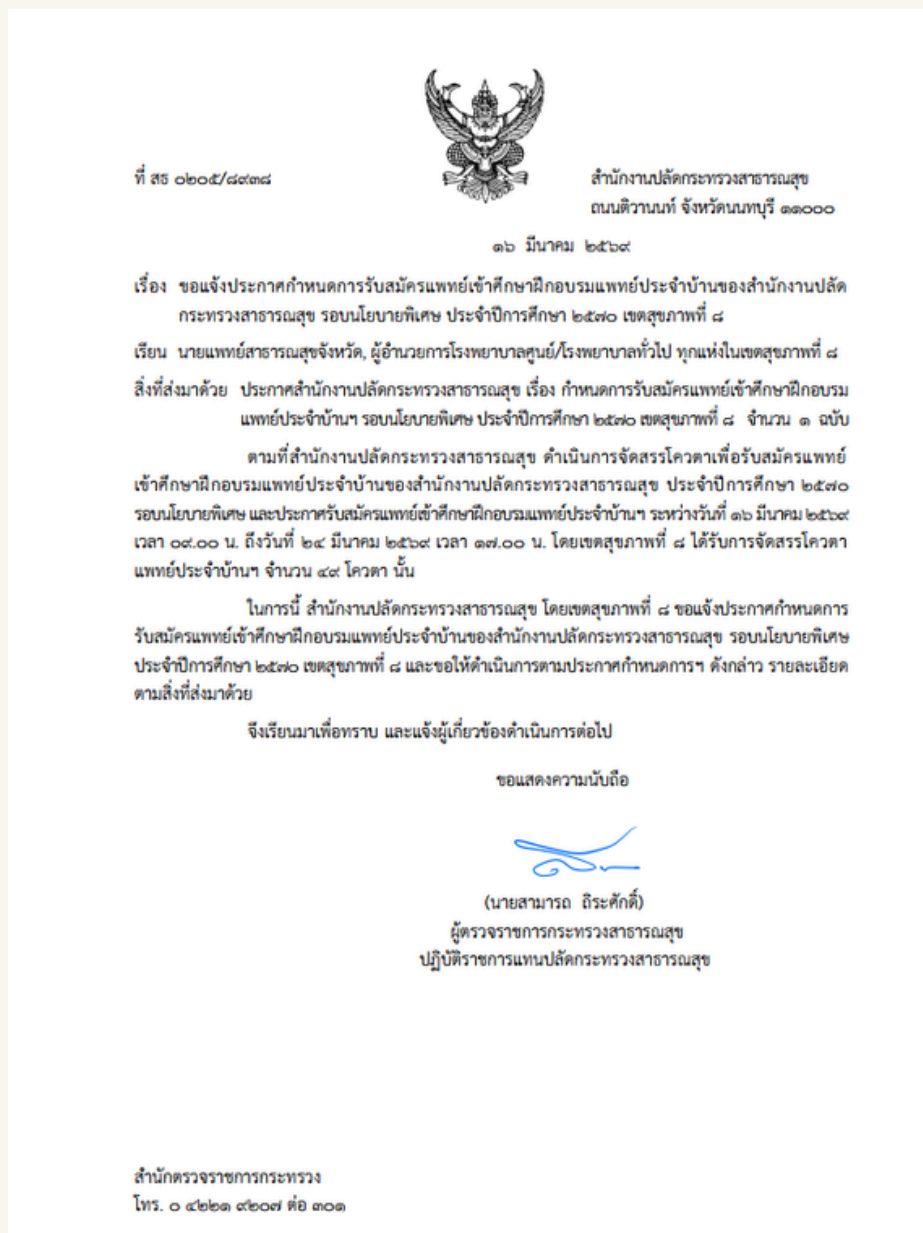 ที่ สธ ๐๒๐๕/๘๙๓๘
สำนักงานปลัดกระทรวงสาธารณสุข
ถนนติวานนท์ จังหวัดนนทบุรี ๑๑๐๐๐
๑๖ มีนาคม ๒๕๖๙
เรื่อง ขอแจ้งประกาศกำหนดการรับสมัครแพทย์เข้าศึกษาฝึกอบรมแพทย์ประจำบ้านของสำนักงานปลัด
กระทรวงสาธารณสุข รอบนโยบายพิเศษ ประจำปีการศึกษา ๒๕๗๐ เขตสุขภาพที่ ๘
เรียน นายแพทย์สาธารณสุขจังหวัด, ผู้อำนวยการโรงพยาบาลศูนย์/โรงพยาบาลทั่วไป ทุกแห่งในเขตสุขภาพที่ ๘
สิ่งที่ส่งมาด้วย ประกาศสำนักงานปลัดกระทรวงสาธารณสุข เรื่อง กำหนดการรับสมัครแพทย์เข้าศึกษาฝึกอบรม
แพทย์ประจำบ้านฯ รอบนโยบายพิเศษ ประจำปีการศึกษา ๒๕๗๐ เขตสุขภาพที่ ๘ จำนวน ๑ ฉบับ
ตามที่สำนักงานปลัดกระทรวงสาธารณสุข ดำเนินการจัดสรรโควตาเพื่อรับสมัครแพทย์
เข้าศึกษาฝึกอบรมแพทย์ประจำบ้านของสำนักงานปลัดกระทรวงสาธารณสุข ประจำปีการศึกษา ๒๕๗๐
รอบนโยบายพิเศษ และประกาศรับสมัครแพทย์เข้าศึกษาฝึกอบรมแพทย์ประจำบ้านฯ ระหว่างวันที่ ๑๖ มีนาคม ๒๕๖๙
เวลา ๐๙.๐๐ น. ถึงวันที่ ๒๔ มีนาคม ๒๕๖๙ เวลา ๑๗.๐๐ น. โดยเขตสุขภาพที่ ๘ ได้รับการจัดสรรโควตา
แพทย์ประจำบ้านฯ จำนวน ๔๙ โควตา นั้น
ในการนี้ สำนักงานปลัดกระทรวงสาธารณสุข โดยเขตสุขภาพที่ ๘ ขอแจ้งประกาศกำหนดการ
รับสมัครแพทย์เข้าศึกษาฝึกอบรมแพทย์ประจำบ้านของสำนักงานปลัดกระทรวงสาธารณสุข รอบนโยบายพิเศษ
ประจำปีการศึกษา ๒๕๗๐ เขตสุขภาพที่ ๘ และขอให้ดำเนินการตามประกาศกำหนดการฯ ดังกล่าว รายละเอียด
ตามสิ่งที่ส่งมาด้วย
จึงเรียนมาเพื่อทราบ และแจ้งผู้เกี่ยวข้องดำเนินการต่อไป
ขอแสดงความนับถือ
(นายสามารถ ถิระศักดิ์)
ผู้ตรวจราชการกระทรวงสาธารณสุข
ปฏิบัติราชการแทนปลัดกระทรวงสาธารณสุข
สำนักตรวจราชการกระทรวง
โทร. ๐ ๔๒๒๑ ๙๒๐๗ ต่อ ๓๐๑